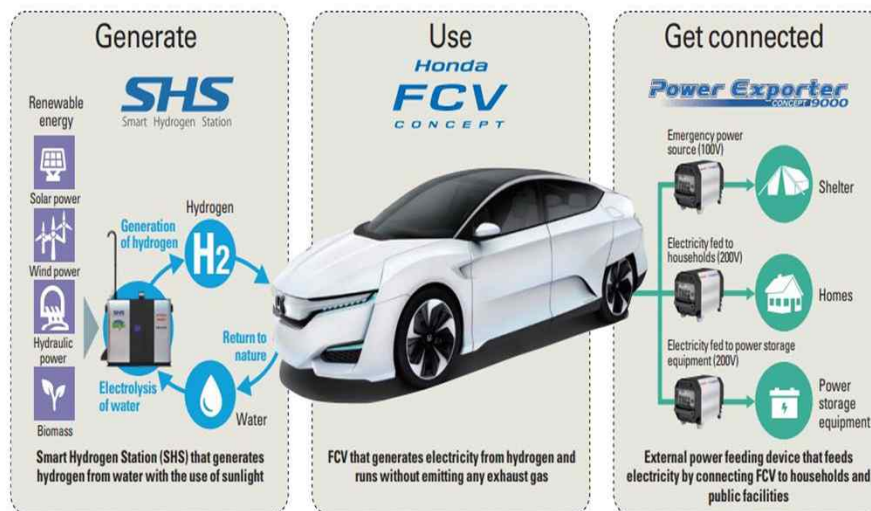 Generate
SHS
Smart Hydrogen Station
Renewable
energy
Solar power
Wind power
Hydraulic
power
Biomass
Hydrogen
Generation
of hydrogen
H2
SHS
Return to
nature
Electrolysis
of water
Water
Smart Hydrogen Station (SHS) that generates
hydrogen from water with the use of sunlight
Use
Honda
FCV
CONCEPT
FCV that generates electricity from hydrogen and
runs without emitting any exhaust gas
Get connected
Power Exporter
CONCEPT 9000
Emergency power
source (100V)
Shelter
Electricity fed to
households (200V)
Homes
Electricity fed to power storage
equipment (200V)
Power
storage
equipment
External power feeding device that feeds
electricity by connecting FCV to households and
public facilities